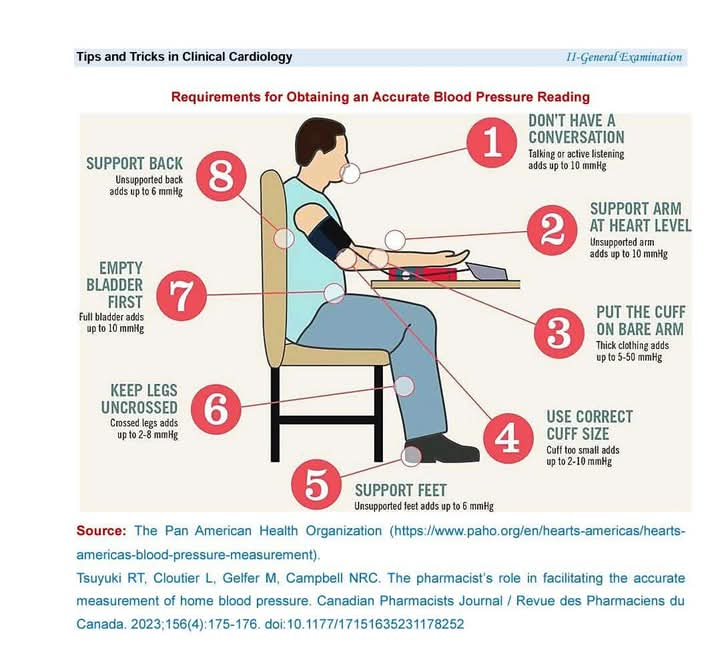 Tips and Tricks in Clinical Cardiology
II-General Examination
Requirements for Obtaining an Accurate Blood Pressure Reading
1
DON'T HAVE A
CONVERSATION
Talking or active listening
adds up to 10 mmHg
2
SUPPORT ARM
AT HEART LEVEL
Unsupported arm
adds up to 10 mmHg
3
PUT THE CUFF
ON BARE ARM
Thick clothing adds
up to 5-50 mmHg
4
USE CORRECT
CUFF SIZE
Cuff too small adds
up to 2-10 mmHg
5
SUPPORT FEET
Unsupported feet adds up to 6 mmHg
6
KEEP LEGS
UNCROSSED
Crossed legs adds
up to 2-8 mmHg
7
EMPTY
BLADDER
FIRST
Full bladder adds
up to 10 mmHg
8
SUPPORT BACK
Unsupported back
adds up to 6 mmHg
Source: The Pan American Health Organization (https://www.paho.org/en/hearts-americas/hearts-
americas-blood-pressure-measurement).
Tsuyuki RT, Cloutier L, Gelfer M, Campbell NRC. The pharmacist's role in facilitating the accurate
measurement of home blood pressure. Canadian Pharmacists Journal / Revue des Pharmaciens du
Canada. 2023;156(4):175-176. doi:10.1177/17151635231178252